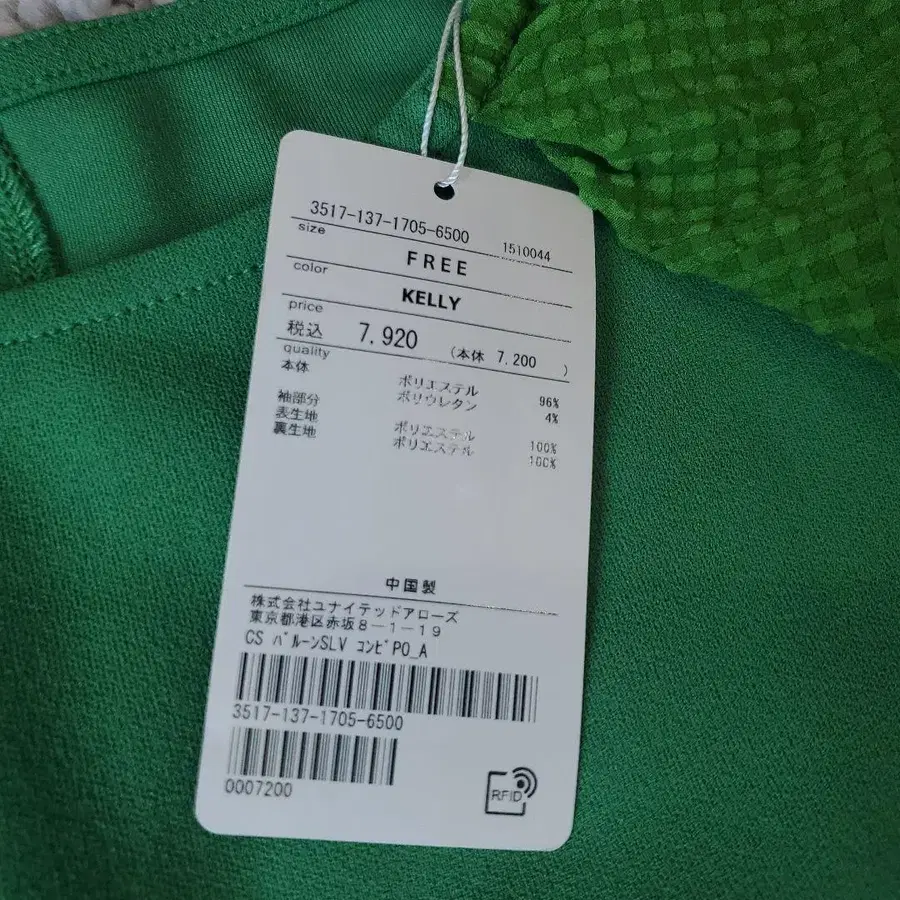 3517-137-1705-6500 1510044
size
FREE
color
KELLY
price
税込 7,920 (本体 7,200 )
quality
本体 ポリエステル 96%
ポリウレタン 4%
袖部分
表生地 ポリエステル 100%
裏生地 ポリエステル 100%
中国製
株式会社ユナイテッドアローズ
東京都港区赤坂8-1-19
CS バルーンSLV コンビPO_A
3517-137-1705-6500
0007200
RFID